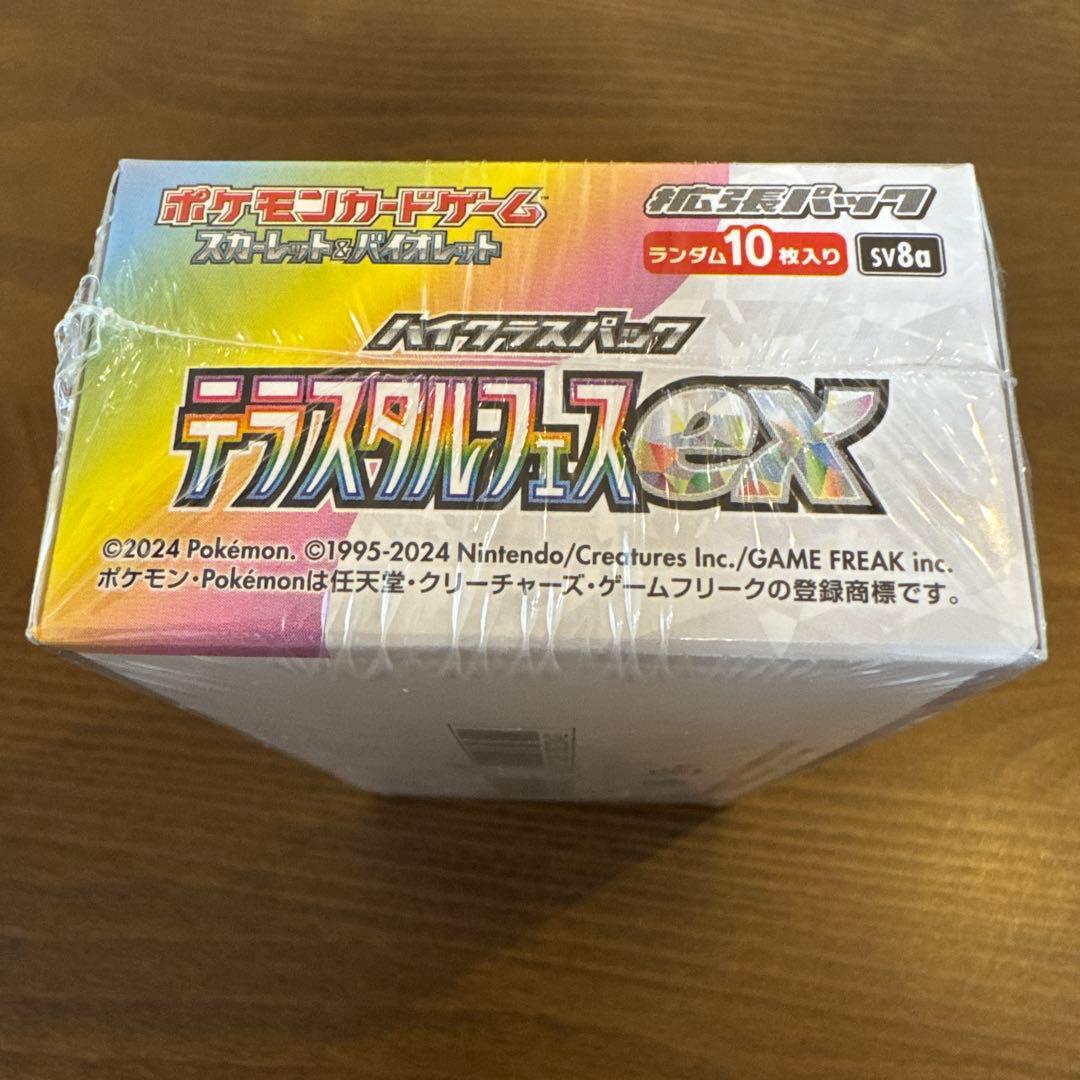 ポケモンカードゲーム™
スカーレット&バイオレット
拡張パック
ランダム10枚入り sv8a
ハイクラスパック
テラスタルフェスex
©2024 Pokémon. ©1995-2024 Nintendo/Creatures Inc./GAME FREAK inc.
ポケモン・Pokémonは任天堂・クリーチャーズ・ゲームフリークの登録商標です。